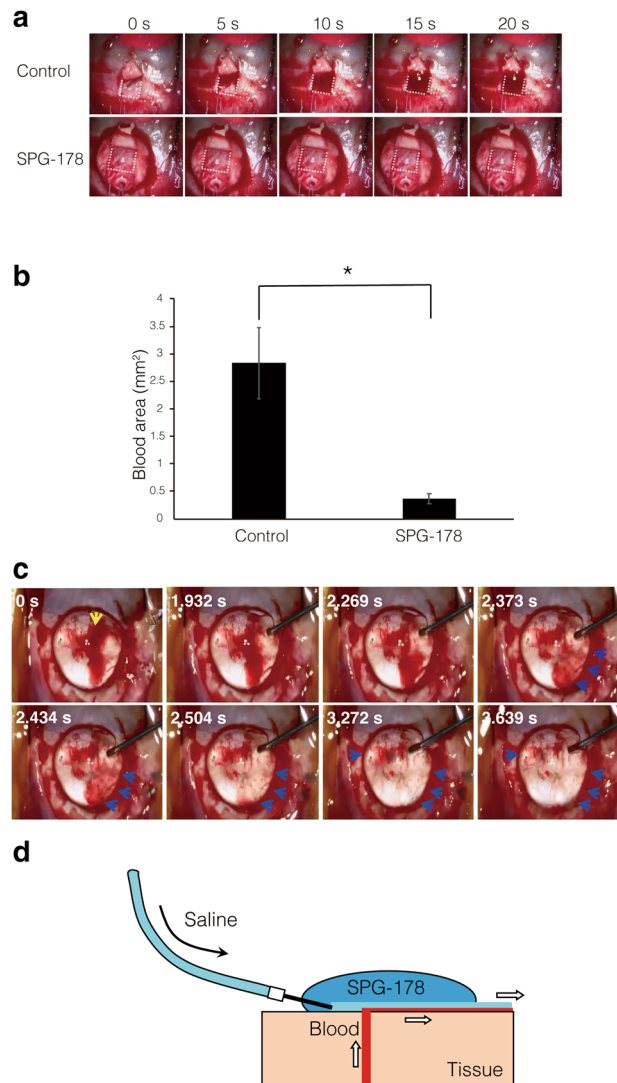 a
0 s 5 s 10 s 15 s 20 s
Control
SPG-178
b
*
4
3.5
3
2.5
2
1.5
1
0.5
0
Blood area (mm²)
Control SPG-178
c
0 s 1.932 s 2.269 s 2.373 s
2.434 s 2.504 s 3.272 s 3.639 s
d
Saline
SPG-178
Blood
Tissue